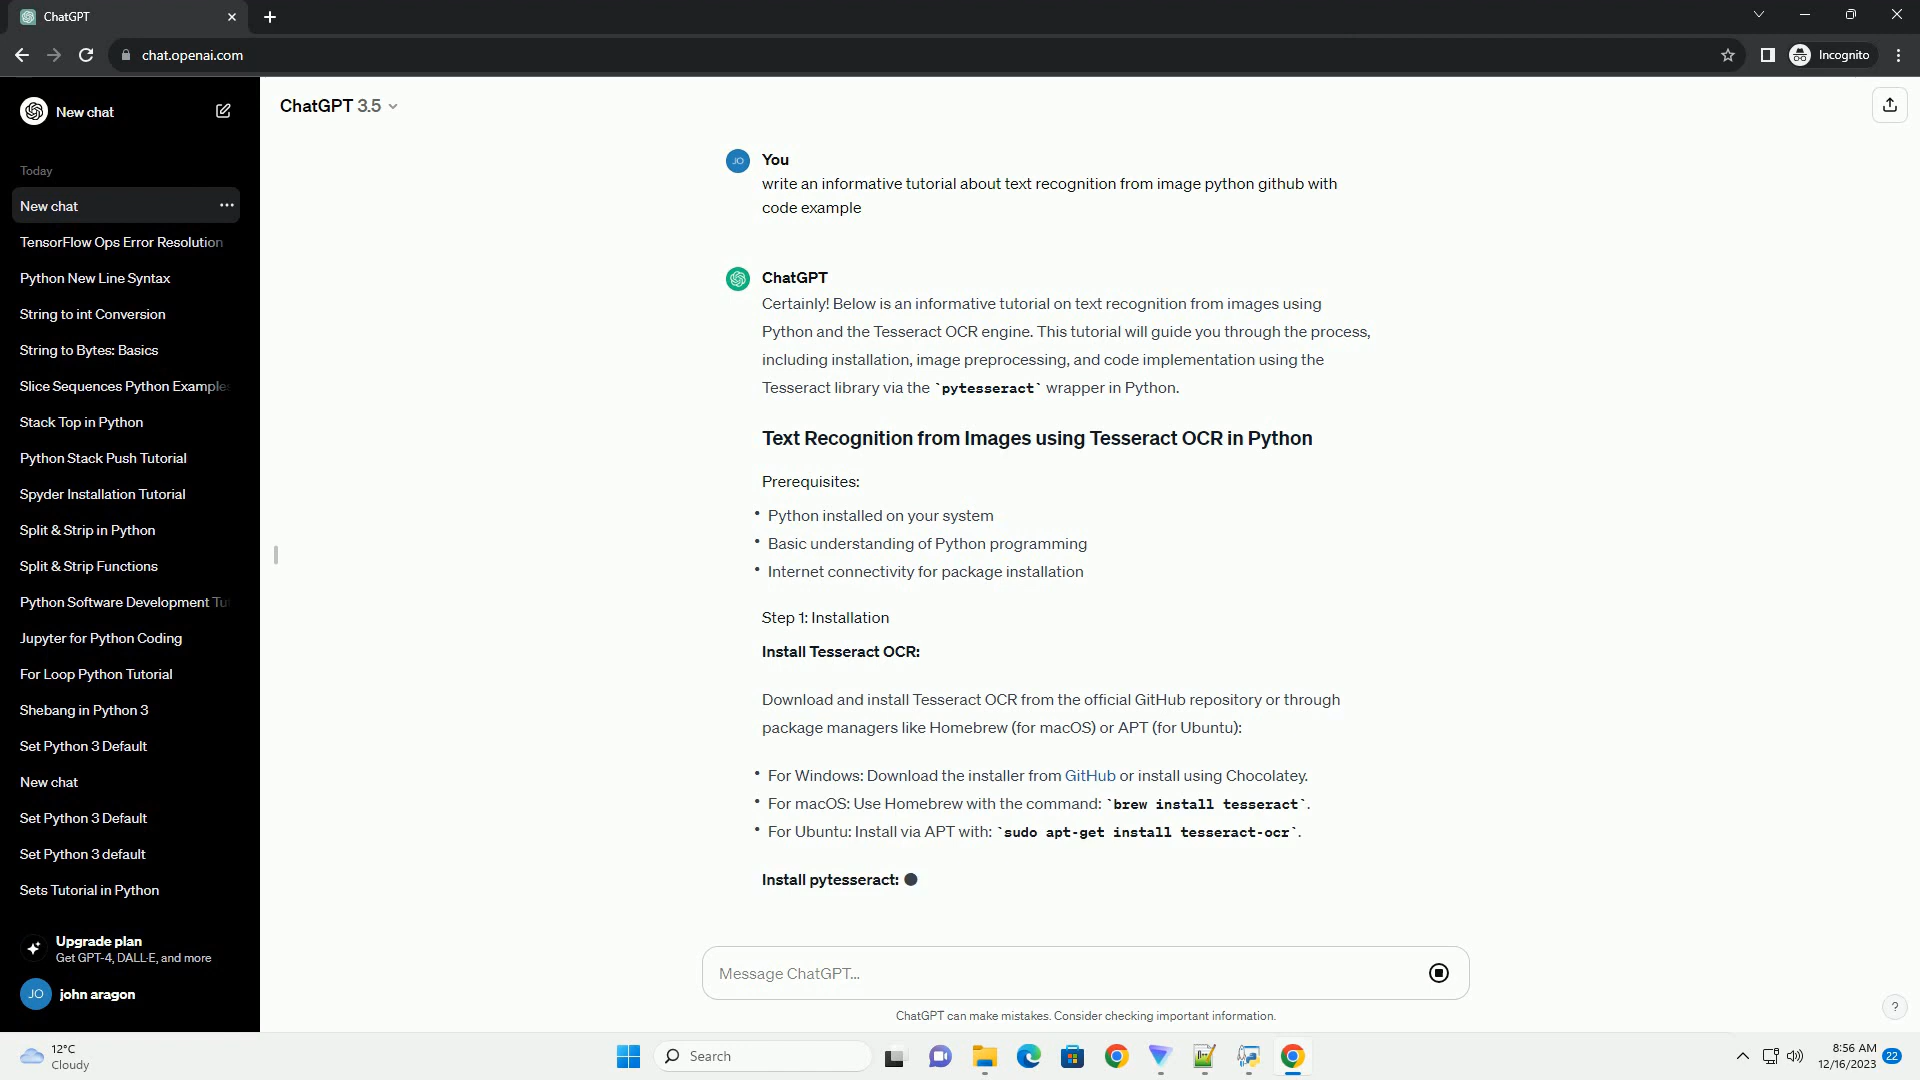 ChatGPT
chat.openai.com
Incognito
New chat
Today
New chat
TensorFlow Ops Error Resolution
Python New Line Syntax
String to int Conversion
String to Bytes: Basics
Slice Sequences Python Examples
Stack Top in Python
Python Stack Push Tutorial
Spyder Installation Tutorial
Split & Strip in Python
Split & Strip Functions
Python Software Development Tu
Jupyter for Python Coding
For Loop Python Tutorial
Shebang in Python 3
Set Python 3 Default
New chat
Set Python 3 Default
Set Python 3 default
Sets Tutorial in Python
Upgrade plan
Get GPT-4, DALL·E, and more
JO john aragon
ChatGPT 3.5
JO You
write an informative tutorial about text recognition from image python github with
code example
ChatGPT
Certainly! Below is an informative tutorial on text recognition from images using
Python and the Tesseract OCR engine. This tutorial will guide you through the process,
including installation, image preprocessing, and code implementation using the
Tesseract library via the `pytesseract` wrapper in Python.
Text Recognition from Images using Tesseract OCR in Python
Prerequisites:
• Python installed on your system
• Basic understanding of Python programming
• Internet connectivity for package installation
Step 1: Installation
Install Tesseract OCR:
Download and install Tesseract OCR from the official GitHub repository or through
package managers like Homebrew (for macOS) or APT (for Ubuntu):
• For Windows: Download the installer from GitHub or install using Chocolatey.
• For macOS: Use Homebrew with the command: `brew install tesseract`.
• For Ubuntu: Install via APT with: `sudo apt-get install tesseract-ocr`.
Install pytesseract:
Message ChatGPT...
ChatGPT can make mistakes. Consider checking important information.
?
12°C
Cloudy
Search
8:56 AM
12/16/2023
22